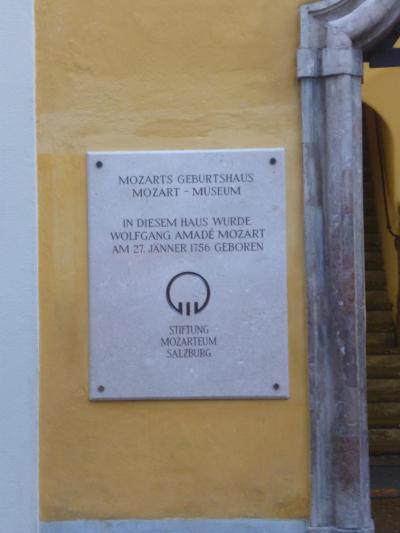 MOZARTS GEBURTSHAUS
MOZART - MUSEUM
IN DIESEM HAUS WURDE
WOLFGANG AMADÉ MOZART
AM 27. JÄNNER 1756 GEBOREN
STIFTUNG
MOZARTEUM
SALZBURG